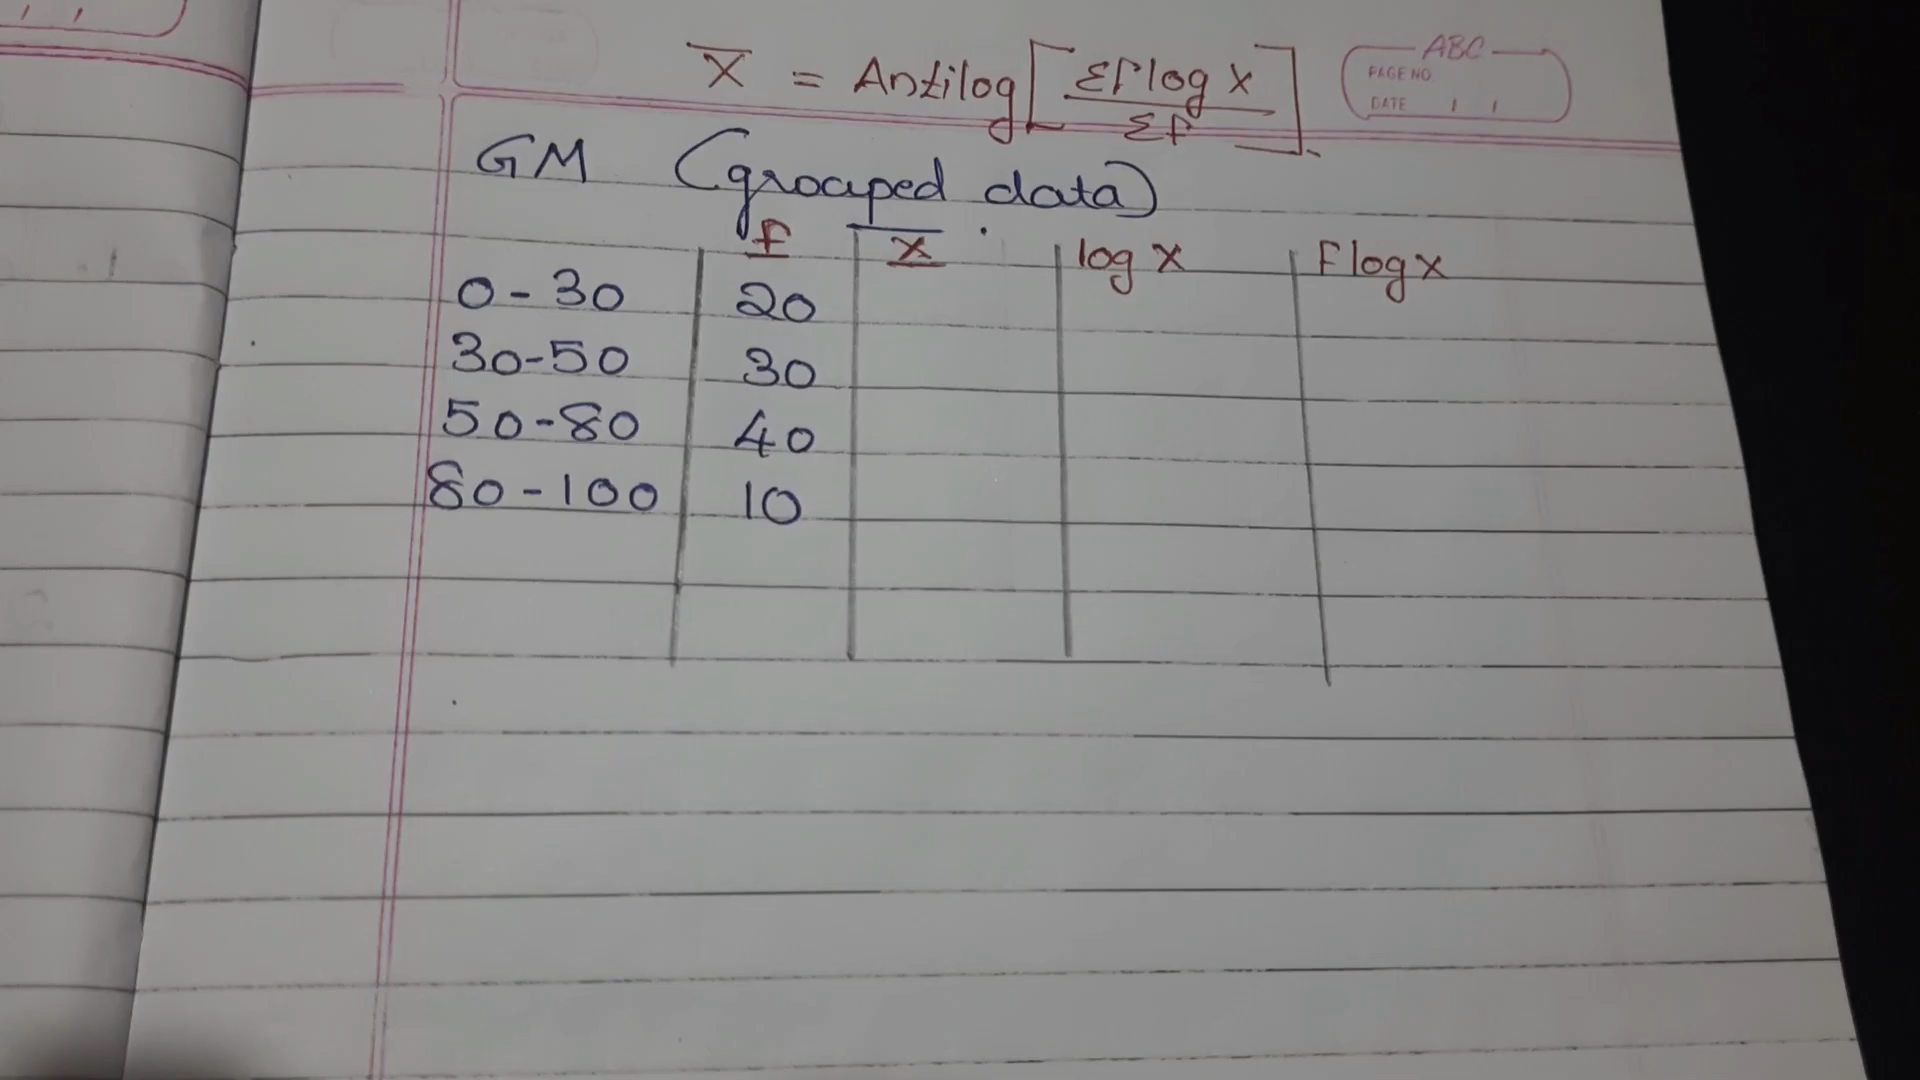 X̄ = Antilog [ Σf log x / Σf ]
ABC
PAGE NO
DATE / /
GM (grouped data)
f x log x f log x
0 - 30 20
30-50 30
50-80 40
80-100 10